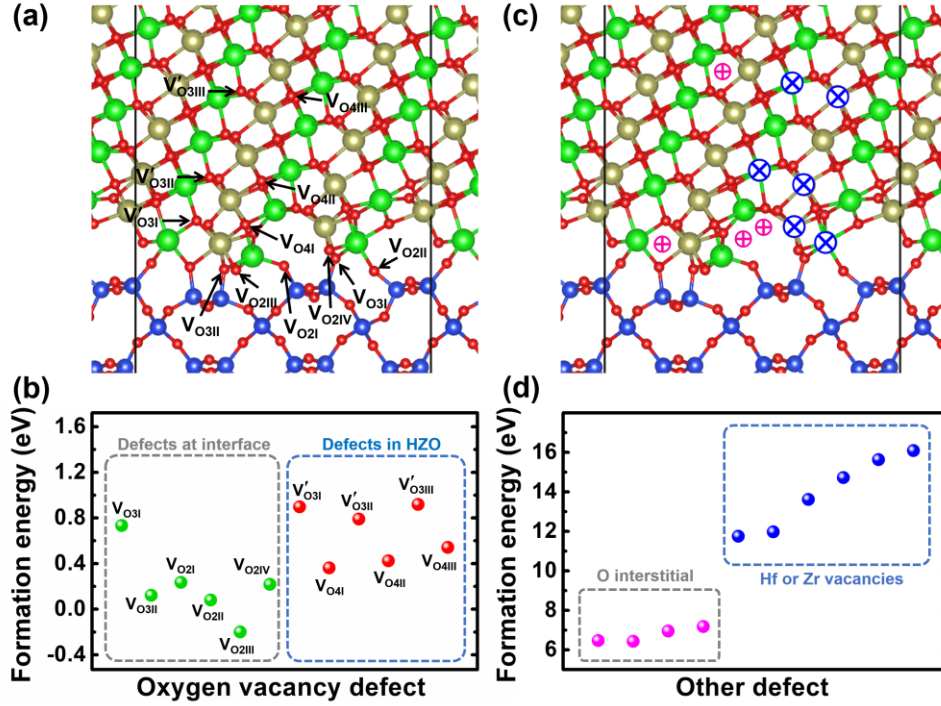 (a)
V′O3III
VO4III
V′O3II
VO4II
V′O3I
VO4I
VO2II
VO3II
VO2III
VO2I
VO2IV
VO3I
(b)
Formation energy (eV)
1.6
1.2
0.8
0.4
0.0
-0.4
Defects at interface
Defects in HZO
VO3I
VO3II
VO2I
VO2II
VO2III
VO2IV
V′O3I
VO4I
V′O3II
VO4II
V′O3III
VO4III
Oxygen vacancy defect
(c)
(d)
Formation energy (eV)
16
14
12
10
8
6
O interstitial
Hf or Zr vacancies
Other defect